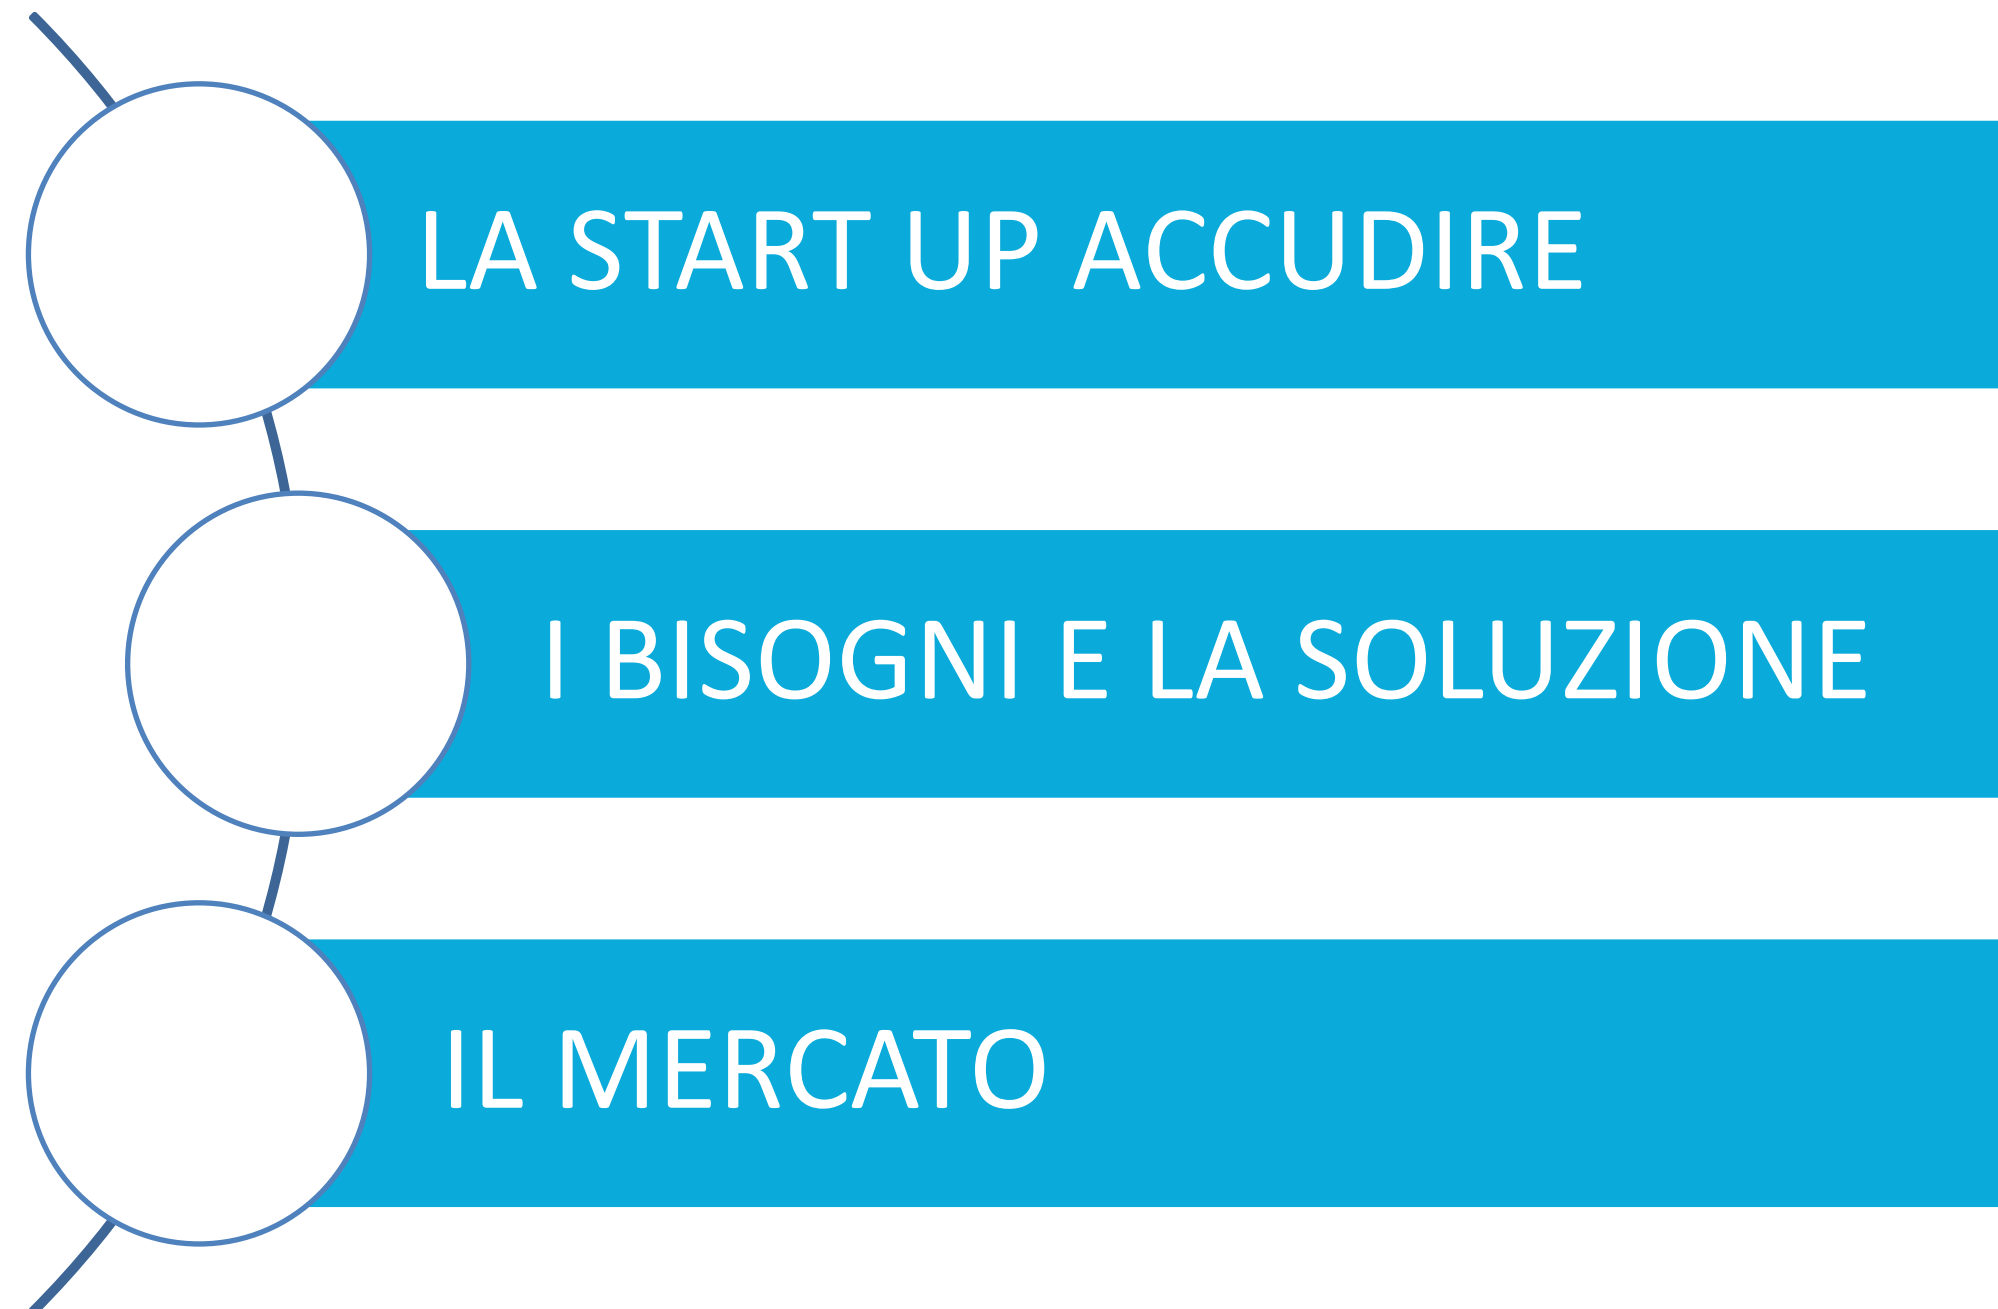 LA START UP ACCUDIRE
I BISOGNI E LA SOLUZIONE
IL MERCATO